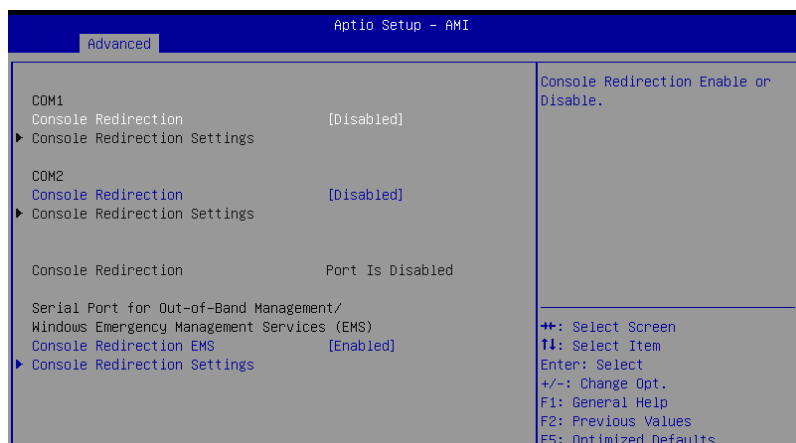 Aptio Setup – AMI
Advanced
COM1
Console Redirection [Disabled]
Console Redirection Settings
COM2
Console Redirection [Disabled]
Console Redirection Settings
Console Redirection Port Is Disabled
Serial Port for Out-of-Band Management/
Windows Emergency Management Services (EMS)
Console Redirection EMS [Enabled]
Console Redirection Settings
Console Redirection Enable or
Disable.
→←: Select Screen
↑↓: Select Item
Enter: Select
+/-: Change Opt.
F1: General Help
F2: Previous Values
F5: Optimized Defaults